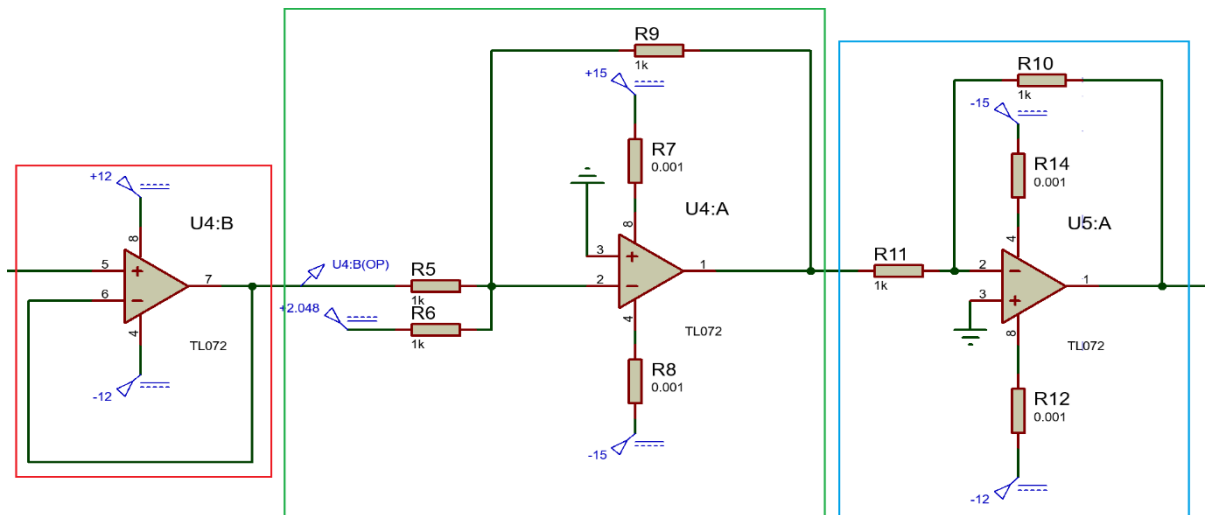 R9
1k
+15
R7
0.001
8
U4:A
3
+
2
−
1
4
TL072
R8
0.001
-15
+12
U4:B
8
5
+
6
−
7
4
TL072
-12
U4:B(OP)
R5
1k
+2.048
R6
1k
R10
1k
-15
R14
0.001
4
U5:A
R11
1k
2
−
3
+
1
8
TL072
R12
0.001
-12